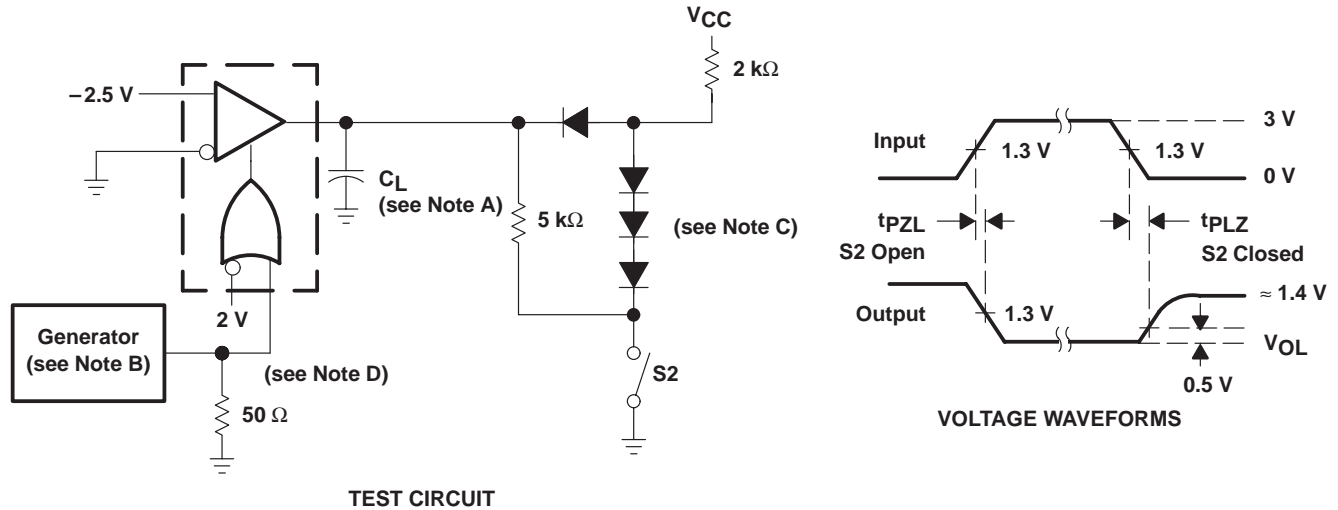 VCC
2 kΩ
−2.5 V
CL
(see Note A)
5 kΩ
(see Note C)
2 V
Generator
(see Note B)
(see Note D)
50 Ω
S2
TEST CIRCUIT
Input
1.3 V
1.3 V
3 V
0 V
tPZL
S2 Open
tPLZ
S2 Closed
Output
1.3 V
≈ 1.4 V
VOL
0.5 V
VOLTAGE WAVEFORMS